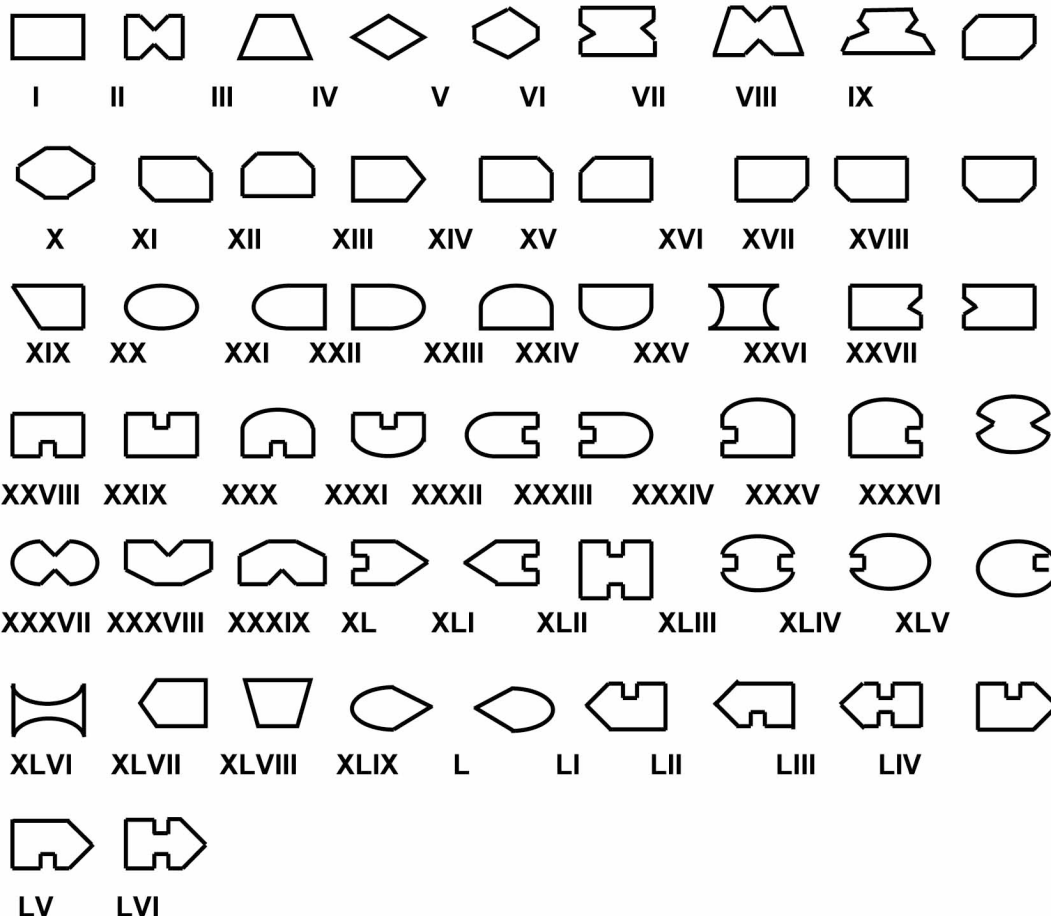 I II III IV V VI VII VIII IX
X XI XII XIII XIV XV XVI XVII XVIII
XIX XX XXI XXII XXIII XXIV XXV XXVI XXVII
XXVIII XXIX XXX XXXI XXXII XXXIII XXXIV XXXV XXXVI
XXXVII XXXVIII XXXIX XL XLI XLII XLIII XLIV XLV
XLVI XLVII XLVIII XLIX L LI LII LIII LIV
LV LVI